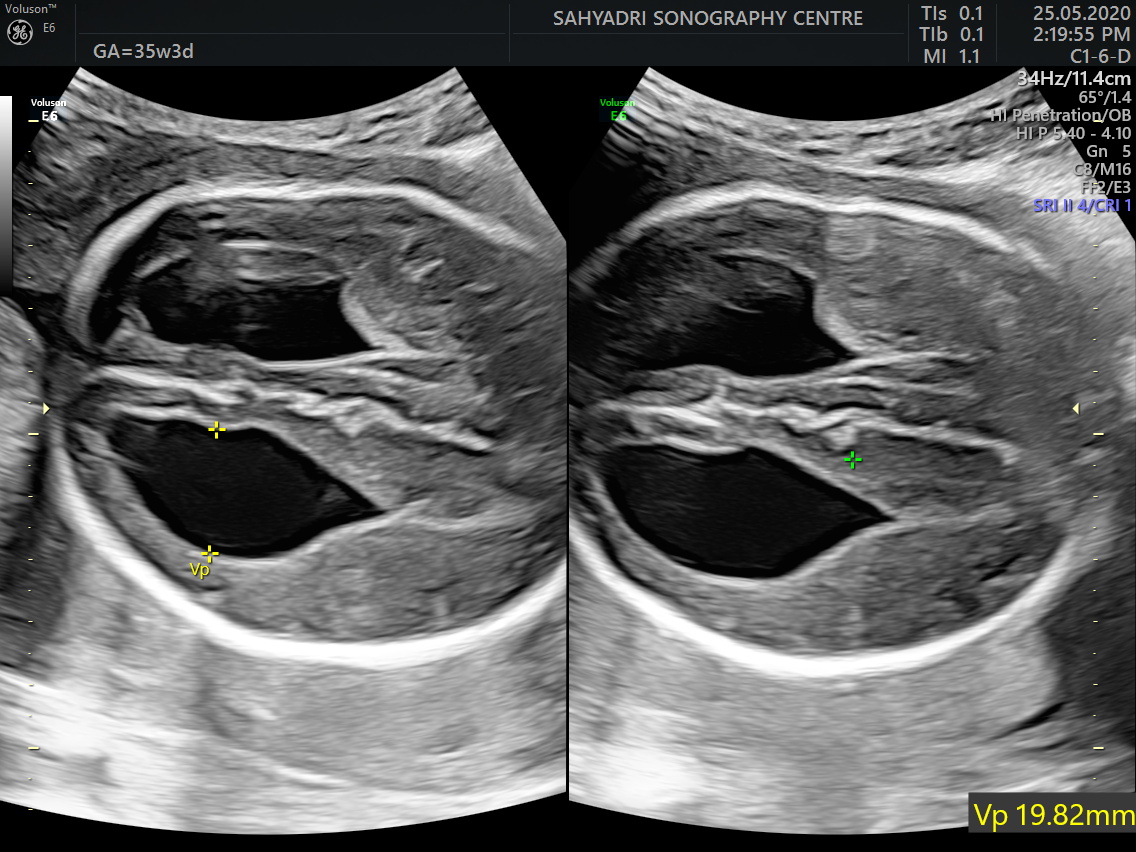 Voluson™
E6
GA=35w3d
SAHYADRI SONOGRAPHY CENTRE
TIs 0.1
TIb 0.1
MI 1.1
25.05.2020
2:19:55 PM
C1-6-D
34Hz/11.4cm
65°/1.4
HI Penetration/OB
HI P 5.40 - 4.10
Gn 5
C8/M16
FF2/E3
SRI II 4/CRI 1
Voluson
E6
Voluson
E6
Vp
Vp 19.82mm